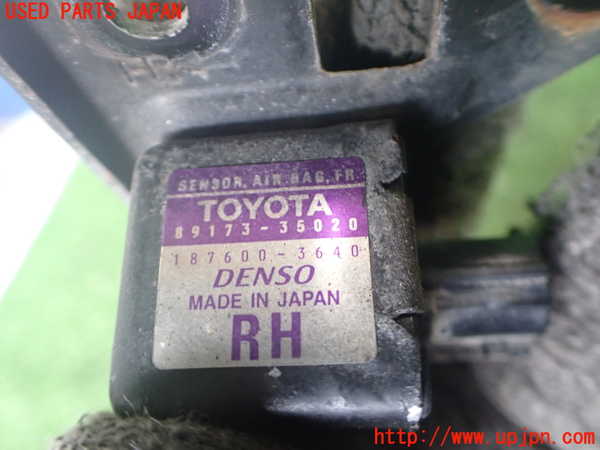 USED PARTS JAPAN
SENSOR, AIR BAG, FR
TOYOTA
89173-35020
187600-3640
DENSO
MADE IN JAPAN
RH
http://www.upjpn.com/